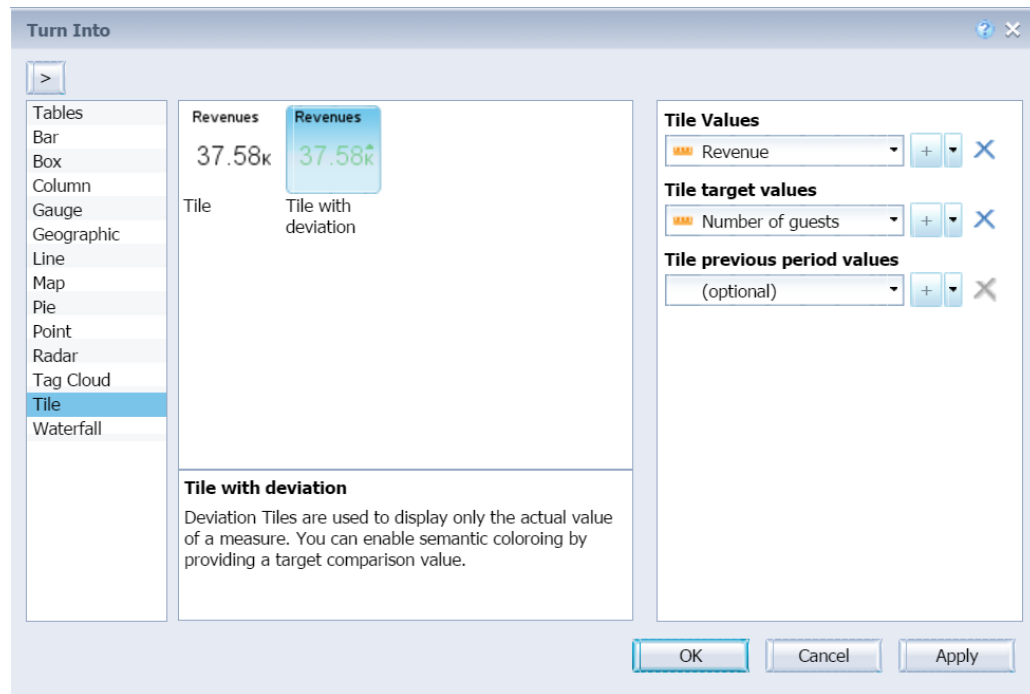 Turn Into
>
Tables
Bar
Box
Column
Gauge
Geographic
Line
Map
Pie
Point
Radar
Tag Cloud
Tile
Waterfall
Revenues
37.58K
Tile
Revenues
37.58K
Tile with
deviation
Tile with deviation
Deviation Tiles are used to display only the actual value
of a measure. You can enable semantic coloroing by
providing a target comparison value.
Tile Values
Revenue
+
Tile target values
Number of guests
+
Tile previous period values
(optional)
+
OK
Cancel
Apply